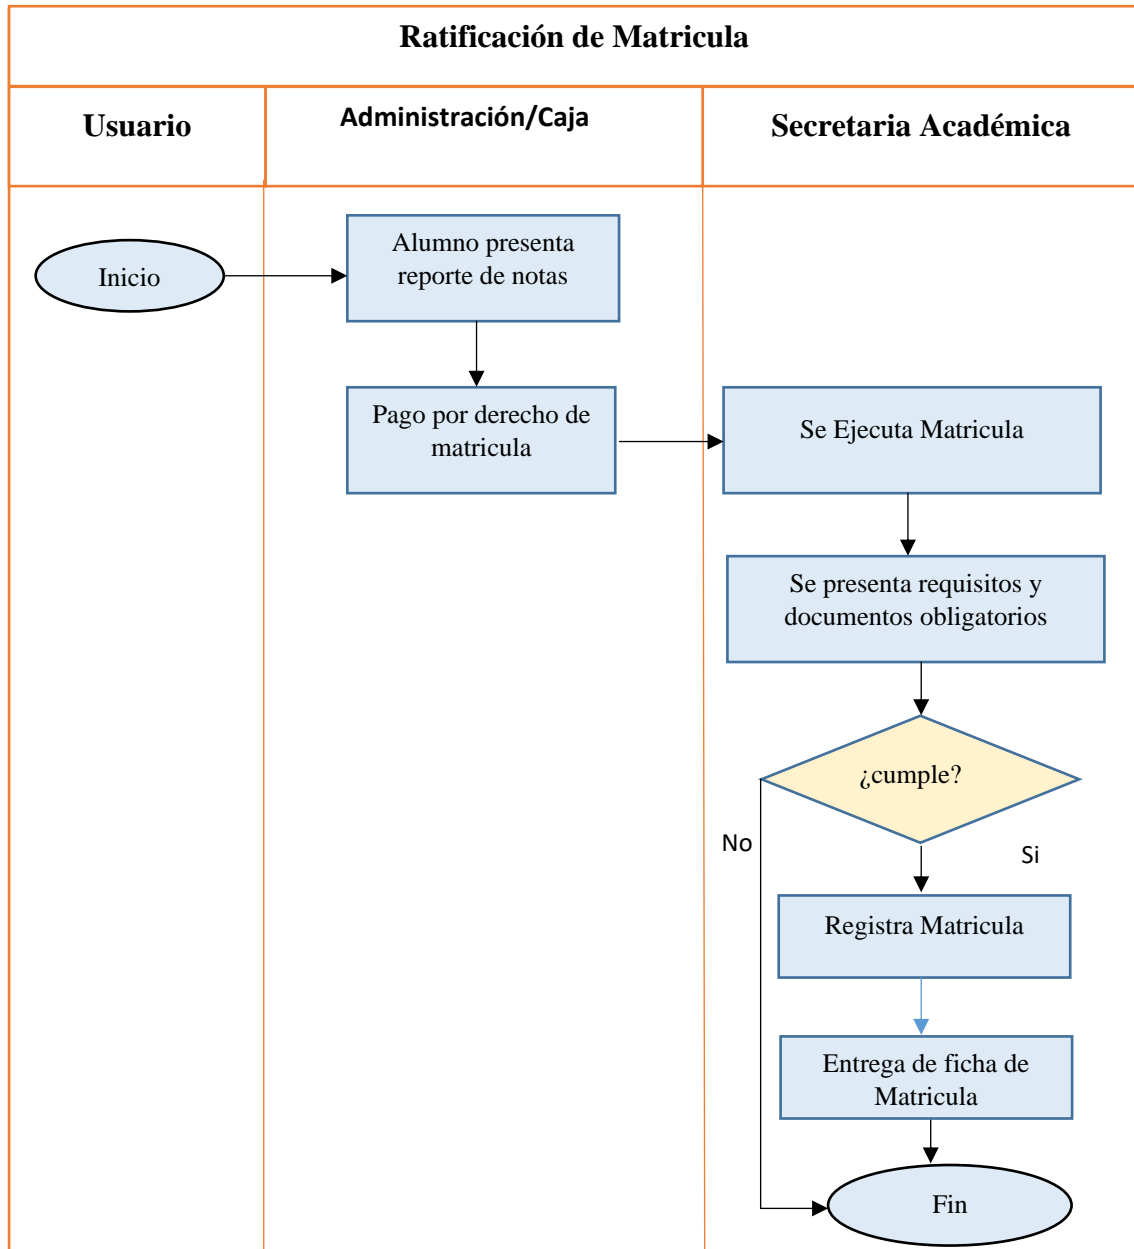 Ratificación de Matricula
Usuario
Administración/Caja
Secretaria Académica
Inicio
Alumno presenta
reporte de notas
Pago por derecho de
matricula
Se Ejecuta Matricula
Se presenta requisitos y
documentos obligatorios
¿cumple?
No
Si
Registra Matricula
Entrega de ficha de
Matricula
Fin